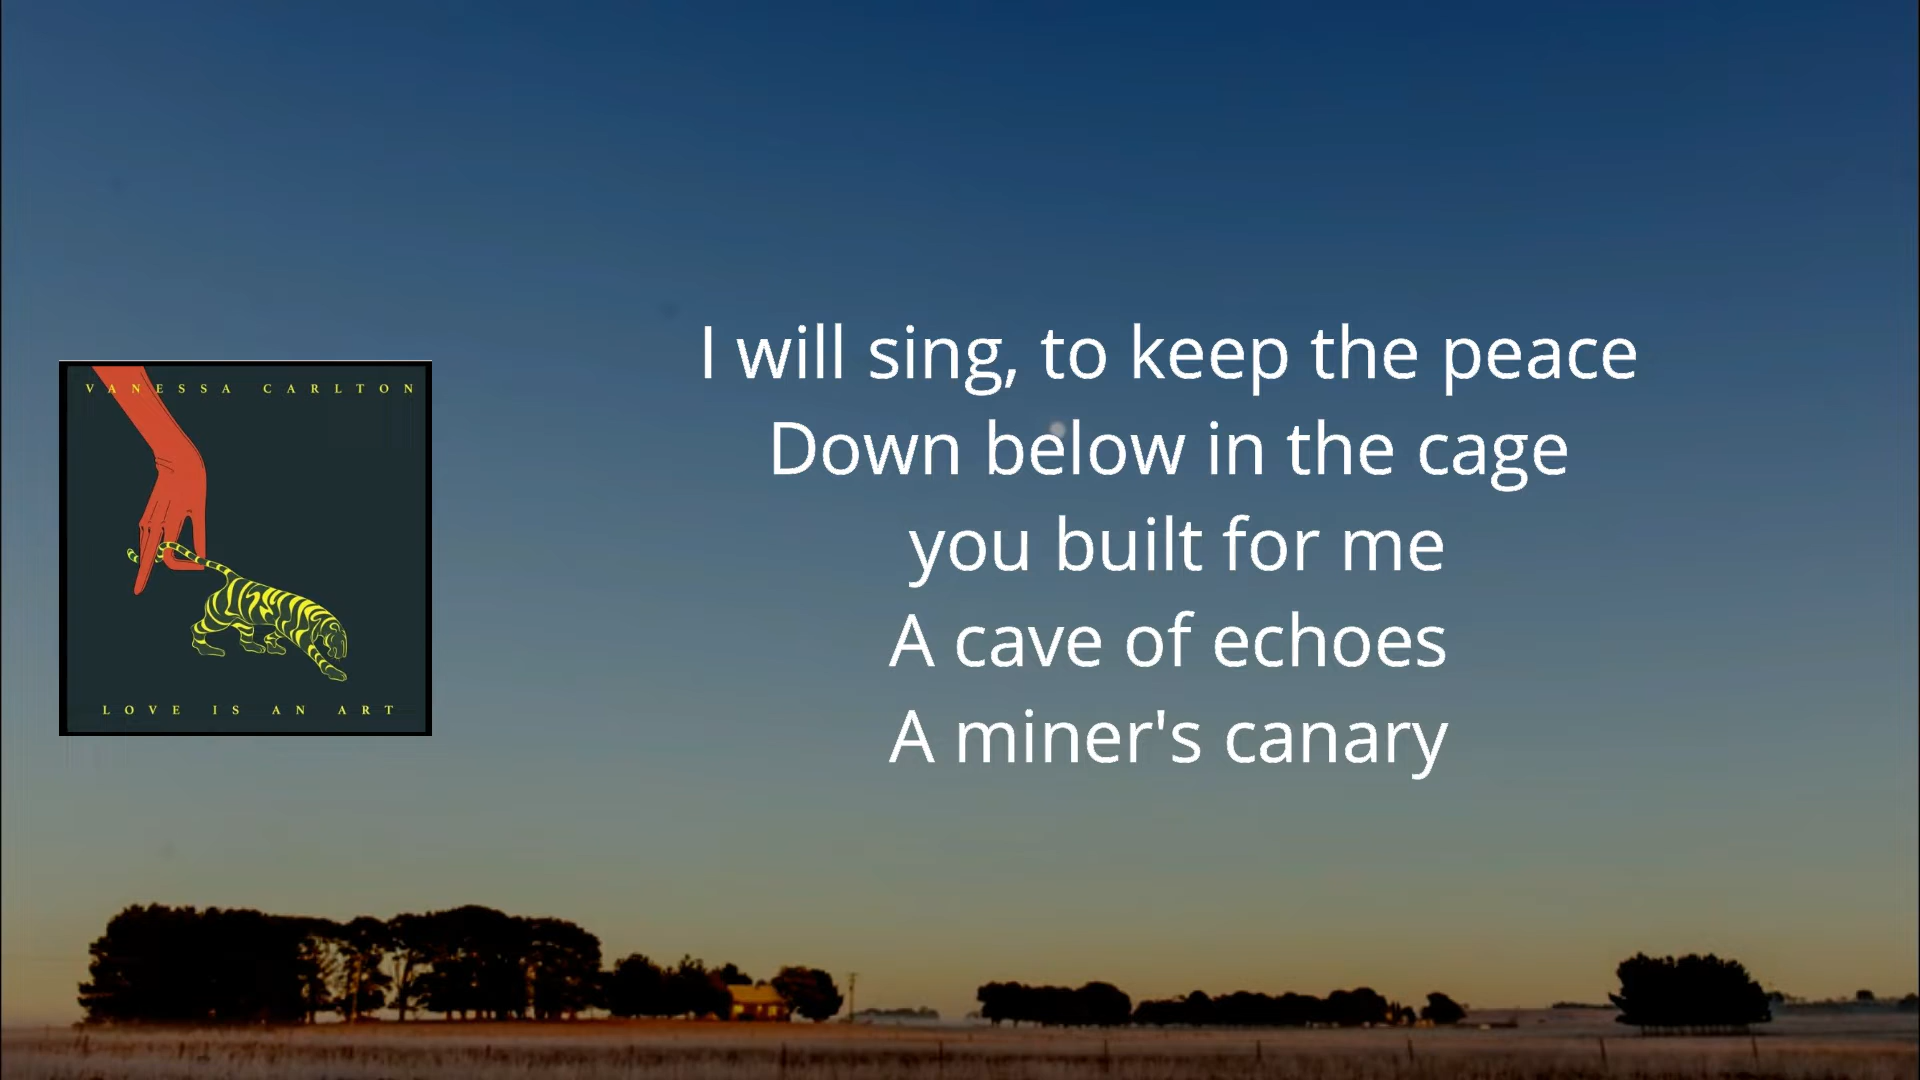 VANESSA CARLTON
LOVE IS AN ART
I will sing, to keep the peace
Down below in the cage
you built for me
A cave of echoes
A miner's canary